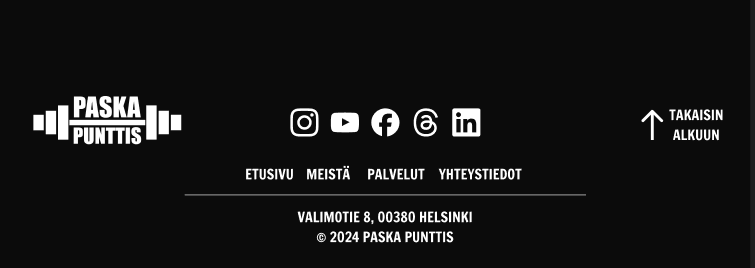 PASKA
PUNTTIS
TAKAISIN
ALKUUN
ETUSIVU MEISTÄ PALVELUT YHTEYSTIEDOT
VALIMOTIE 8, 00380 HELSINKI
© 2024 PASKA PUNTTIS